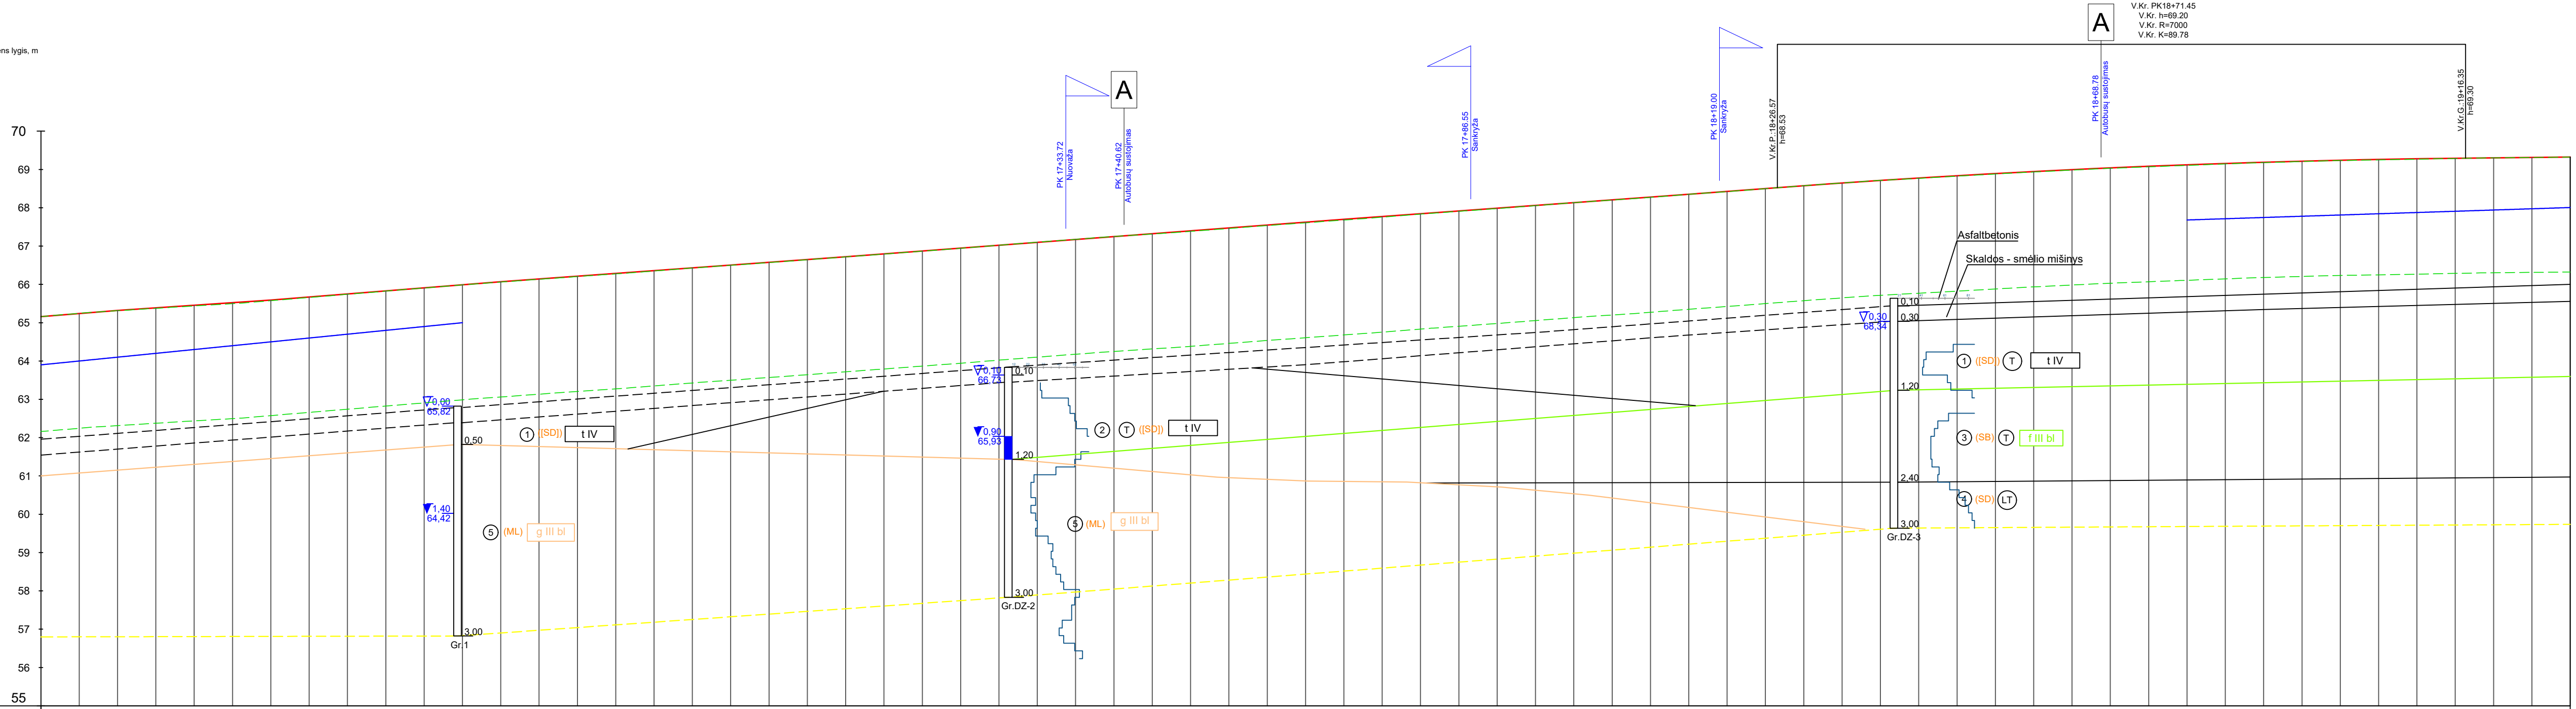 ens lygis, m
V.Kr. PK18+71.45
V.Kr. h=69.20
V.Kr. R=7000
V.Kr. K=89.78
A
A
PK 17+33.72
Nuovaža
PK 17+40.62
Autobusų sustojimas
PK 17+86.55
Sankryža
PK 18+19.00
Sankryža
V.Kr.P.:18+26.57
h=68.53
PK 18+68.78
Autobusų sustojimas
V.Kr.G.:19+16.35
h=69.30
70
69
68
67
66
65
64
63
62
61
60
59
58
57
56
55
0,00
65,82
0,50
1,40
64,42
3,00
Gr.1
1 ([SD]) t IV
5 (ML) g III bl
0,10
66,73
0,10
0,90
65,93
1,20
3,00
Gr.DZ-2
2 T ([SD]) t IV
5 (ML) g III bl
Asfaltbetonis
Skaldos - smėlio mišinys
0,10
0,30
68,34
0,30
1,20
2,40
3,00
Gr.DZ-3
1 ([SD]) T t IV
3 (SB) T f III bl
4 (SD) LT